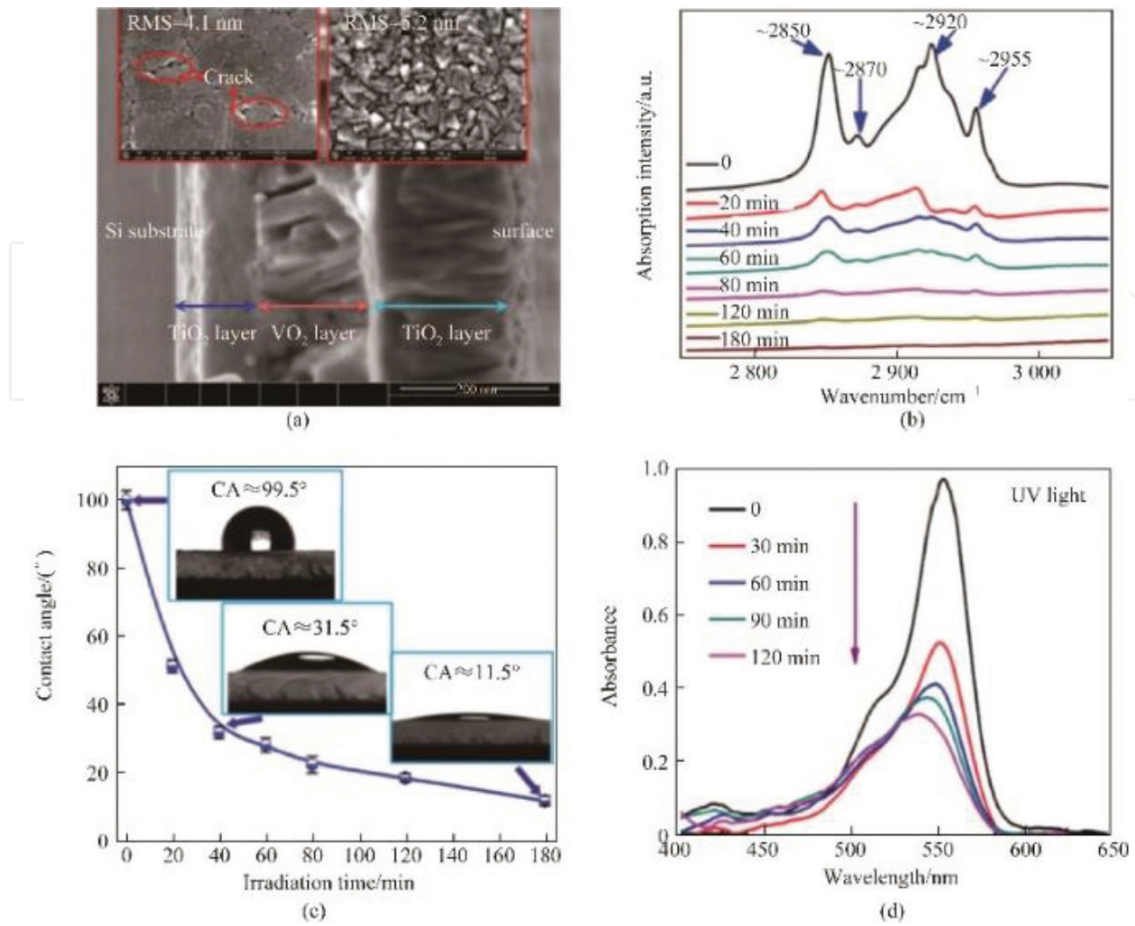 RMS=4.1 nm
RMS=5.2 nm
Crack
Si substrate
surface
TiO2 layer
VO2 layer
TiO2 layer
200 nm
(a)
~2850
~2920
~2870
~2955
Absorption intensity/a.u.
0
20 min
40 min
60 min
80 min
120 min
180 min
2 800
2 900
3 000
Wavenumber/cm-1
(b)
Contact angle/(°)
100
80
60
40
20
0
CA≈99.5°
CA≈31.5°
CA≈11.5°
0 20 40 60 80 100 120 140 160 180
Irradiation time/min
(c)
Absorbance
1.0
0.8
0.6
0.4
0.2
0
UV light
0
30 min
60 min
90 min
120 min
400 450 500 550 600 650
Wavelength/nm
(d)